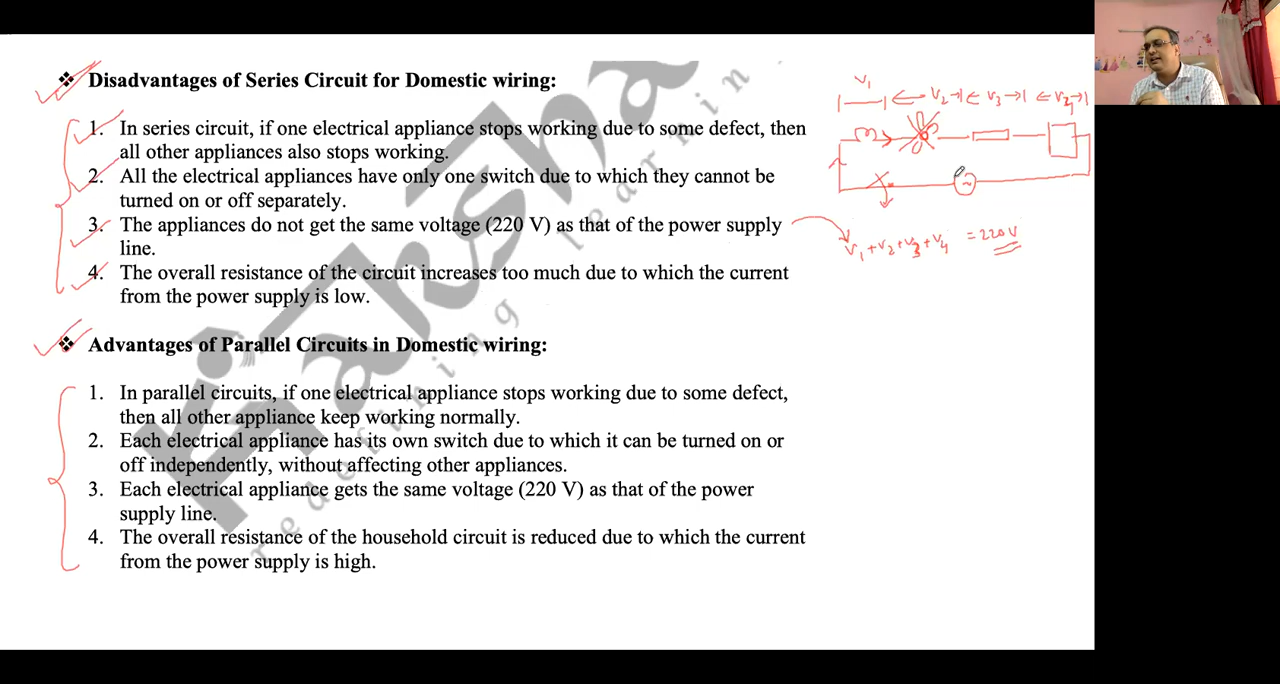 ❖ Disadvantages of Series Circuit for Domestic wiring:
1. In series circuit, if one electrical appliance stops working due to some defect, then
all other appliances also stops working.
2. All the electrical appliances have only one switch due to which they cannot be
turned on or off separately.
3. The appliances do not get the same voltage (220 V) as that of the power supply
line.
4. The overall resistance of the circuit increases too much due to which the current
from the power supply is low.
V₁ V₂ V₃ V₄
V₁ + V₂ + V₃ + V₄ = 220V
❖ Advantages of Parallel Circuits in Domestic wiring:
1. In parallel circuits, if one electrical appliance stops working due to some defect,
then all other appliance keep working normally.
2. Each electrical appliance has its own switch due to which it can be turned on or
off independently, without affecting other appliances.
3. Each electrical appliance gets the same voltage (220 V) as that of the power
supply line.
4. The overall resistance of the household circuit is reduced due to which the current
from the power supply is high.
redefining learnin